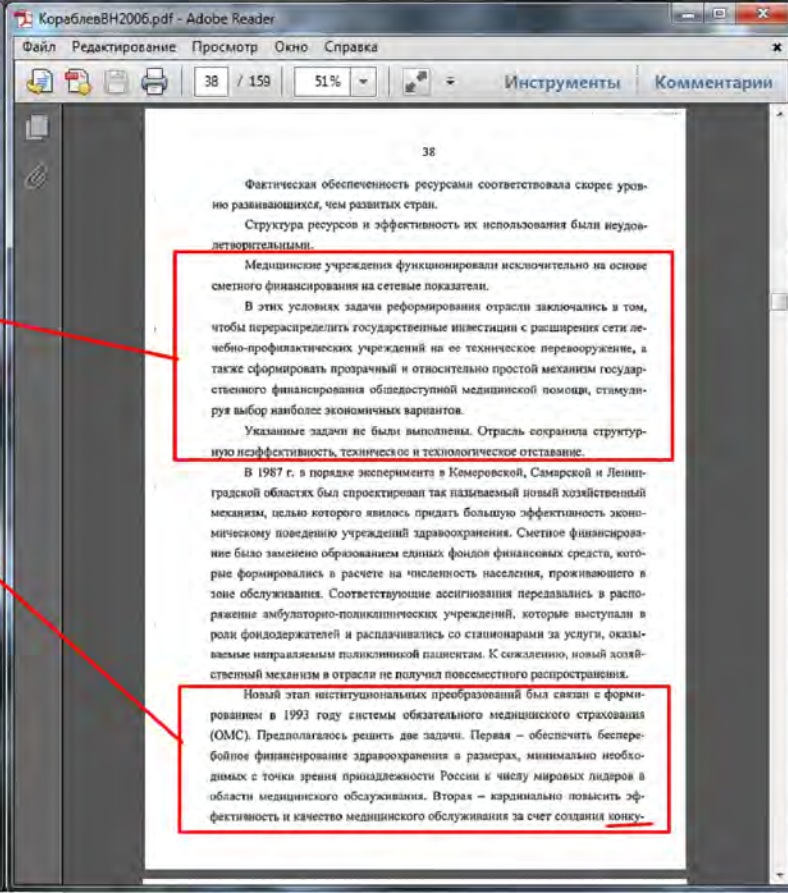 КораблевВН2006.pdf - Adobe Reader
Файл Редактирование Просмотр Окно Справка
38 / 159 51% Инструменты Комментарии
38
Фактическая обеспеченность ресурсами соответствовала скорее уров-
ню развивающихся, чем развитых стран.
Структура ресурсов и эффективность их использования были неудов-
летворительными.
Медицинские учреждения функционировали исключительно на основе
сметного финансирования на сетевые показатели.
В этих условиях задачи реформирования отрасли заключались в том,
чтобы перераспределить государственные инвестиции с расширения сети ле-
чебно-профилактических учреждений на ее техническое перевооружение, а
также сформировать прозрачный и относительно простой механизм государ-
ственного финансирования общедоступной медицинской помощи, стимули-
руя выбор наиболее экономичных вариантов.
Указанные задачи не были выполнены. Отрасль сохранила структур-
ную неэффективность, техническое и технологическое отставание.
В 1987 г. в порядке эксперимента в Кемеровской, Самарской и Ленин-
градской областях был спроектирован так называемый новый хозяйственный
механизм, целью которого явилось придать большую эффективность эконо-
мическому поведению учреждений здравоохранения. Сметное финансирова-
ние было заменено образованием единых фондов финансовых средств, кото-
рые формировались в расчете на численность населения, проживающего в
зоне обслуживания. Соответствующие ассигнования передавались в распо-
ряжение амбулаторно-поликлинических учреждений, которые выступали в
роли фондодержателей и расплачивались со стационарами за услуги, оказы-
ваемые направляемым поликлиникой пациентам. К сожалению, новый хозяй-
ственный механизм в отрасли не получил повсеместного распространения.
Новый этап институциональных преобразований был связан с форми-
рованием в 1993 году системы обязательного медицинского страхования
(ОМС). Предполагалось решить две задачи. Первая – обеспечить беспере-
бойное финансирование здравоохранения в размерах, минимально необхо-
димых с точки зрения принадлежности России к числу мировых лидеров в
области медицинского обслуживания. Вторая – кардинально повысить эф-
фективность и качество медицинского обслуживания за счет создания конку-